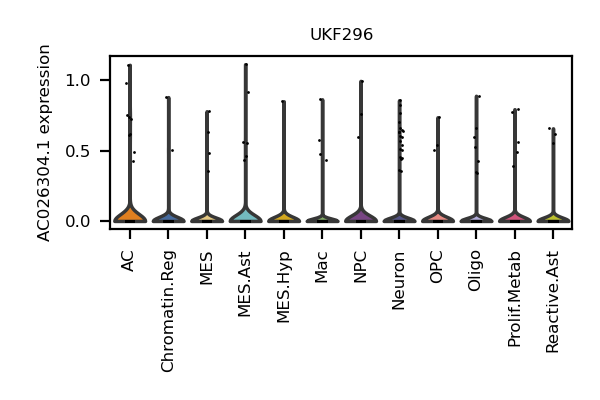 UKF296
AC026304.1 expression
1.0
0.5
0.0
AC
Chromatin.Reg
MES
MES.Ast
MES.Hyp
Mac
NPC
Neuron
OPC
Oligo
Prolif.Metab
Reactive.Ast